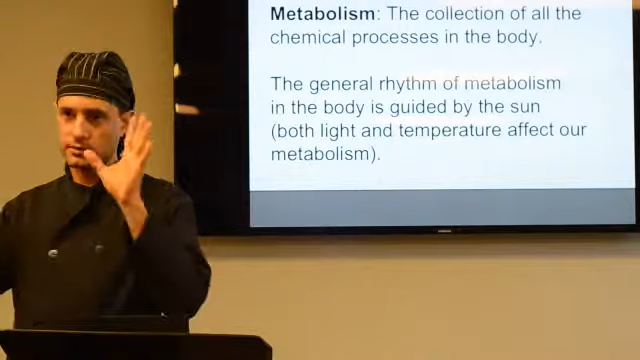 Metabolism: The collection of all the
chemical processes in the body.
The general rhythm of metabolism
in the body is guided by the sun
(both light and temperature affect our
metabolism).